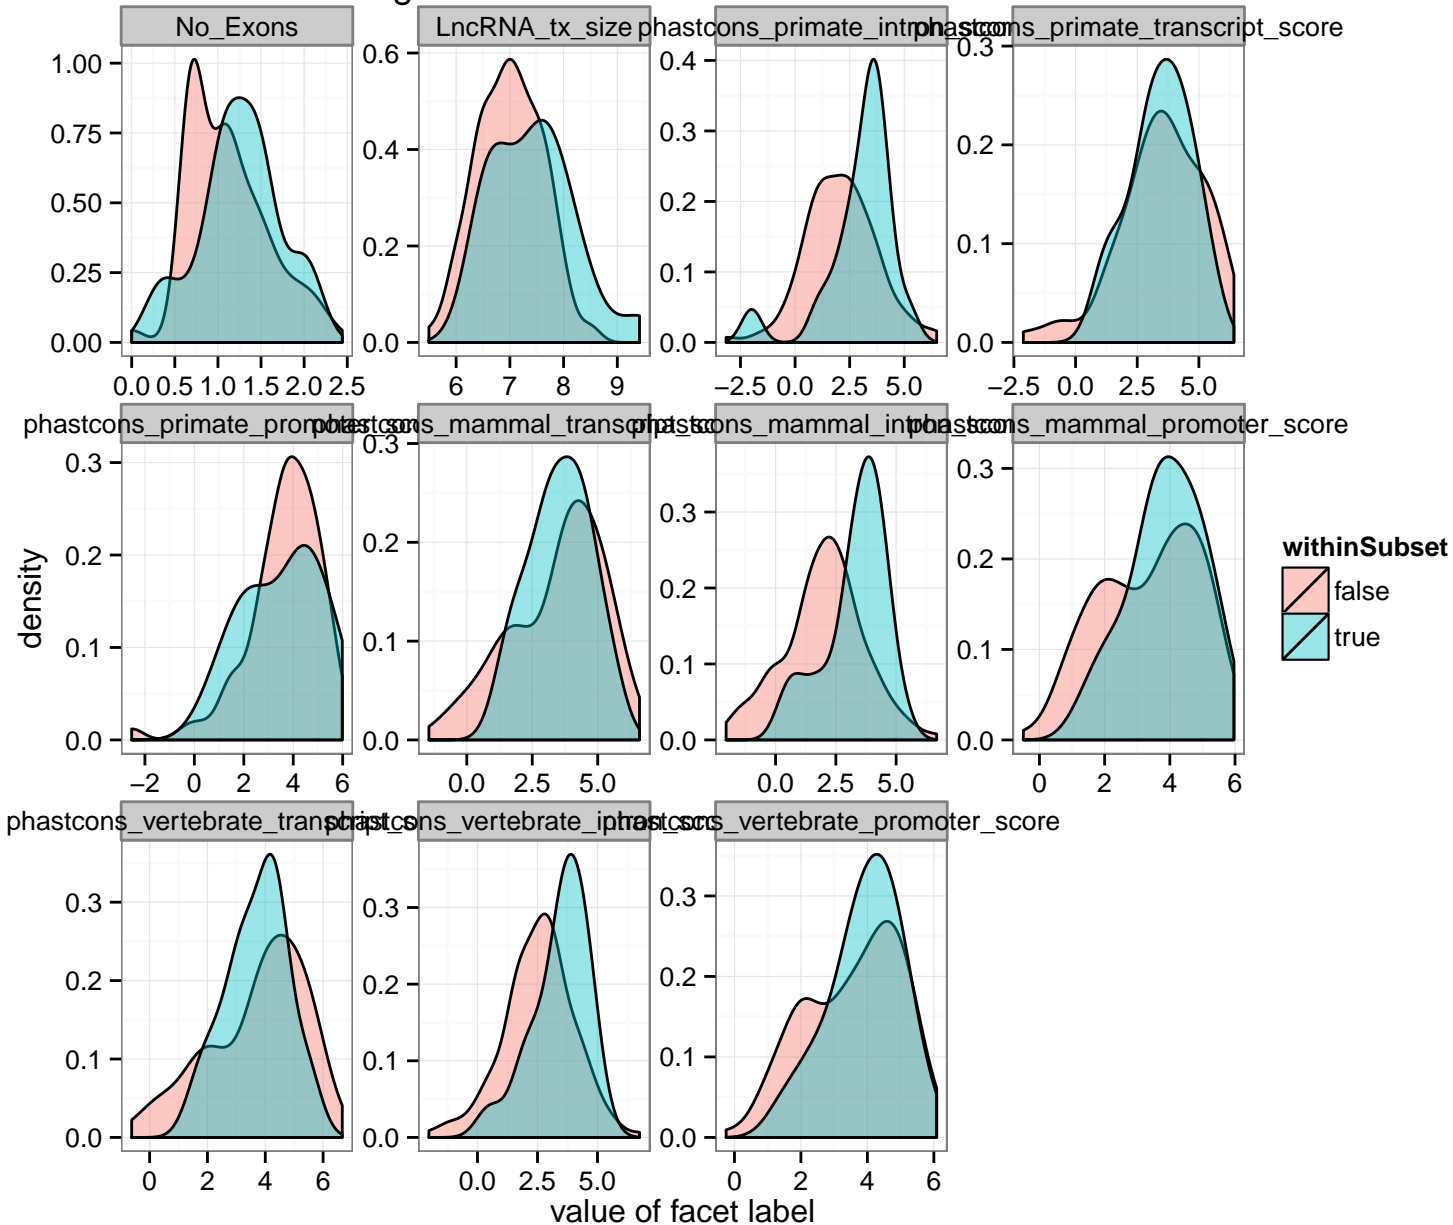 No_Exons
LncRNA_tx_size
phastcons_primate_intron_score
phastcons_primate_transcript_score
1.00
0.75
0.50
0.25
0.00
0.0 0.5 1.0 1.5 2.0 2.5
0.6
0.4
0.2
0.0
6 7 8 9
0.4
0.3
0.2
0.1
0.0
−2.5 0.0 2.5 5.0
0.3
0.2
0.1
0.0
−2.5 0.0 2.5 5.0
phastcons_primate_promoter_score
phastcons_mammal_transcript_score
phastcons_mammal_intron_score
phastcons_mammal_promoter_score
0.3
0.2
0.1
0.0
−2 0 2 4 6
0.3
0.2
0.1
0.0
0.0 2.5 5.0
0.3
0.2
0.1
0.0
0.0 2.5 5.0
0.3
0.2
0.1
0.0
0 2 4 6
phastcons_vertebrate_transcript_score
phastcons_vertebrate_intron_score
phastcons_vertebrate_promoter_score
0.3
0.2
0.1
0.0
0 2 4 6
0.3
0.2
0.1
0.0
0.0 2.5 5.0
0.3
0.2
0.1
0.0
0 2 4 6
density
value of facet label
withinSubset
false
true